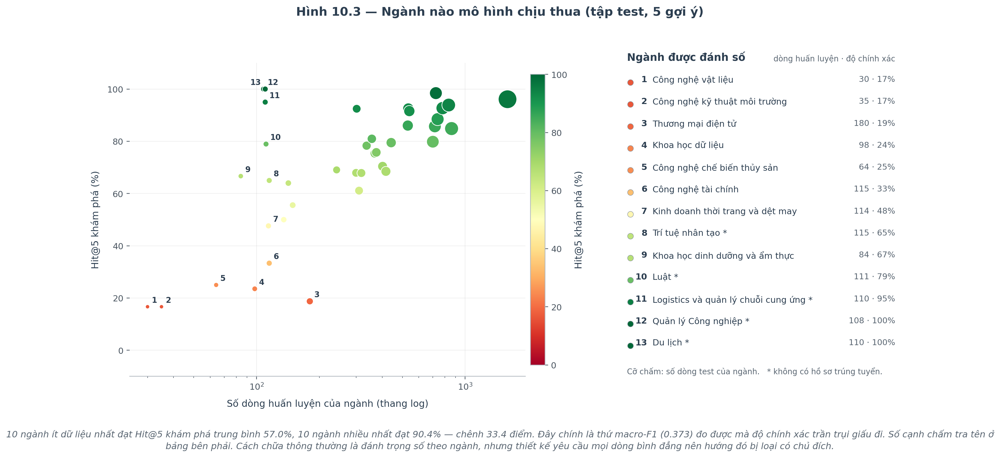 Hình 10.3 — Ngành nào mô hình chịu thua (tập test, 5 gợi ý)
Hit@5 khám phá (%)
100
80
60
40
20
0
10²
10³
Số dòng huấn luyện của ngành (thang log)
13
12
11
10
9
8
7
6
5
4
3
1
2
100
80
60
40
20
0
Hit@5 khám phá (%)
Ngành được đánh số
dòng huấn luyện · độ chính xác
1 Công nghệ vật liệu 30 · 17%
2 Công nghệ kỹ thuật môi trường 35 · 17%
3 Thương mại điện tử 180 · 19%
4 Khoa học dữ liệu 98 · 24%
5 Công nghệ chế biến thủy sản 64 · 25%
6 Công nghệ tài chính 115 · 33%
7 Kinh doanh thời trang và dệt may 114 · 48%
8 Trí tuệ nhân tạo * 115 · 65%
9 Khoa học dinh dưỡng và ẩm thực 84 · 67%
10 Luật * 111 · 79%
11 Logistics và quản lý chuỗi cung ứng * 110 · 95%
12 Quản lý Công nghiệp * 108 · 100%
13 Du lịch * 110 · 100%
Cỡ chấm: số dòng test của ngành. * không có hồ sơ trúng tuyển.
10 ngành ít dữ liệu nhất đạt Hit@5 khám phá trung bình 57.0%, 10 ngành nhiều nhất đạt 90.4% — chênh 33.4 điểm. Đây chính là thứ macro-F1 (0.373) đo được mà độ chính xác trần trụi giấu đi. Số cạnh chấm tra tên ở
bảng bên phải. Cách chữa thông thường là đánh trọng số theo ngành, nhưng thiết kế yêu cầu mọi dòng bình đẳng nên hướng đó bị loại có chủ đích.